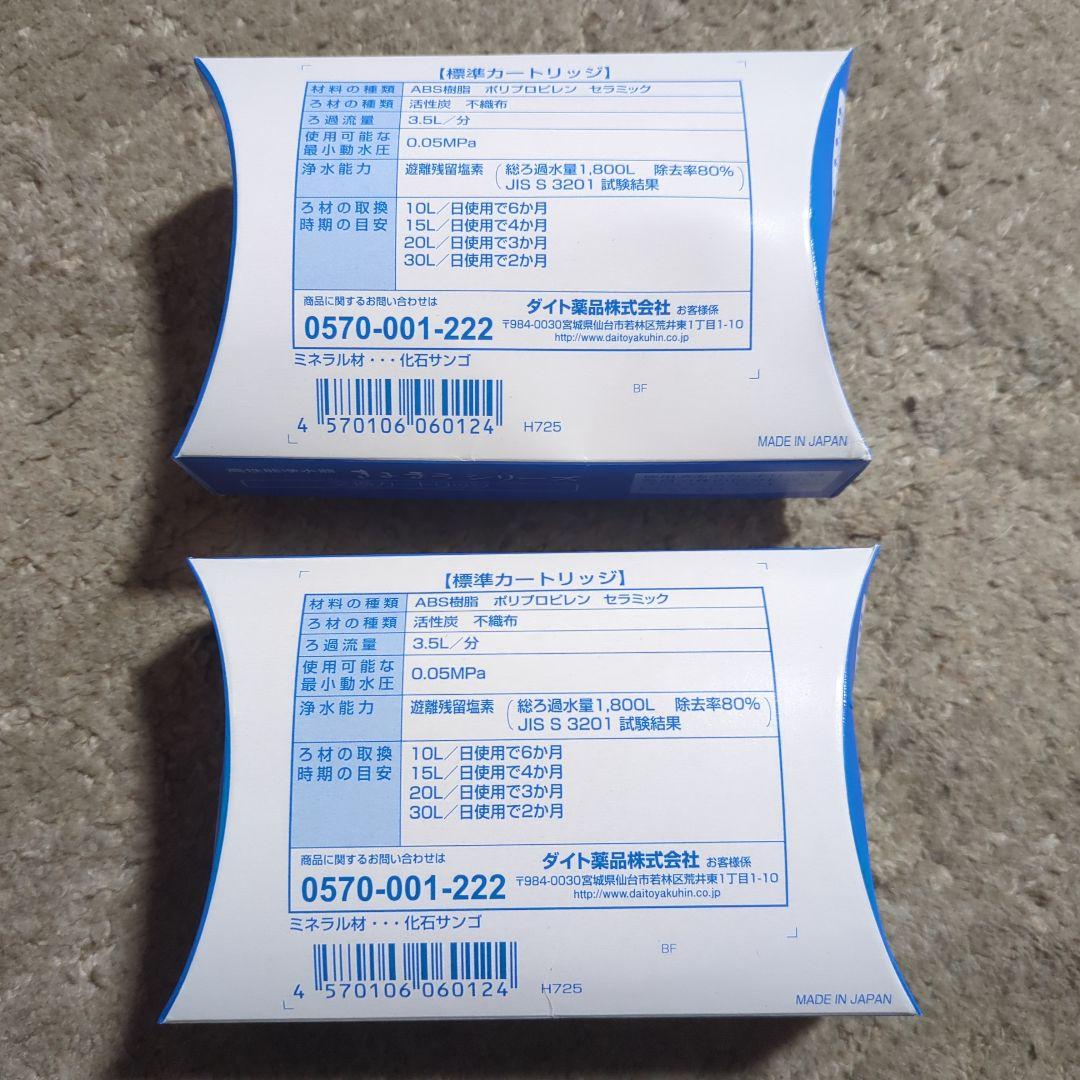 【標準カートリッジ】
材料の種類 ABS樹脂 ポリプロピレン セラミック
ろ材の種類 活性炭 不織布
ろ過流量 3.5L／分
使用可能な
最小動水圧 0.05MPa
浄水能力 遊離残留塩素 (総ろ過水量1,800L 除去率80%
JIS S 3201 試験結果)
ろ材の取換 10L／日使用で6か月
時期の目安 15L／日使用で4か月
20L／日使用で3か月
30L／日使用で2か月
商品に関するお問い合わせは ダイト薬品株式会社 お客様係
0570-001-222 〒984-0030宮城県仙台市若林区荒井東1丁目1-10
http://www.daitoyakuhin.co.jp
ミネラル材・・・化石サンゴ
BF
4 570106 060124 H725
MADE IN JAPAN
高性能浄水器 シリーズ
【標準カートリッジ】
材料の種類 ABS樹脂 ポリプロピレン セラミック
ろ材の種類 活性炭 不織布
ろ過流量 3.5L／分
使用可能な
最小動水圧 0.05MPa
浄水能力 遊離残留塩素 (総ろ過水量1,800L 除去率80%
JIS S 3201 試験結果)
ろ材の取換 10L／日使用で6か月
時期の目安 15L／日使用で4か月
20L／日使用で3か月
30L／日使用で2か月
商品に関するお問い合わせは ダイト薬品株式会社 お客様係
0570-001-222 〒984-0030宮城県仙台市若林区荒井東1丁目1-10
http://www.daitoyakuhin.co.jp
ミネラル材・・・化石サンゴ
BF
4 570106 060124 H725
MADE IN JAPAN